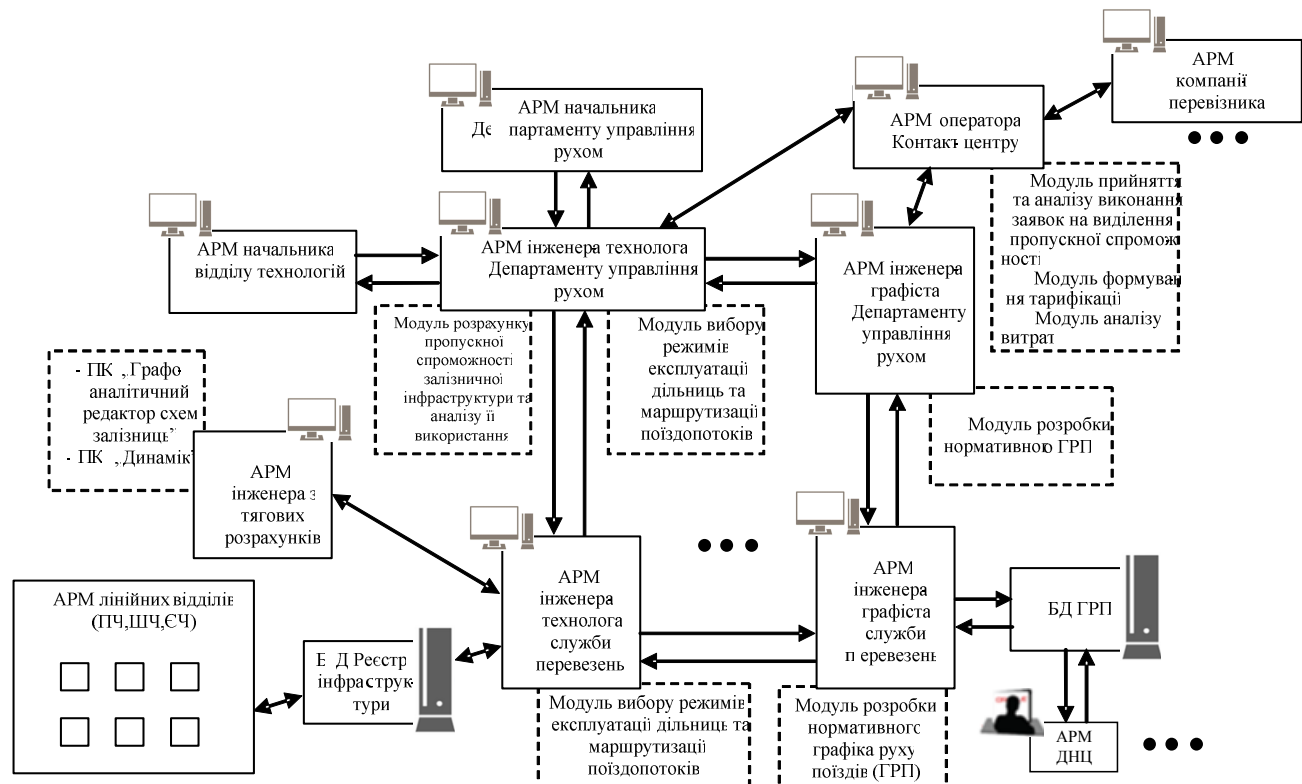 АРМ
компанії
перевізника
АРМ начальника
Де партаменту управління
рухом
АРМ оператора
Контакт-центру
Модуль прийняття
та аналізу виконання
заявок на виділення
пропускної спромож
ності
Модуль формуван
ня тарифікації
Модуль аналізу
витрат
АРМ начальника
відділу технологій
АРМ інженера-технолога
Департаменту управління
рухом
АРМ інженера-
графіста
Департаменту
управління
рухом
Модуль розрахунку
пропускної
спроможності
залізничної
інфраструктури та
аналізу її
використання
Модуль вибору
режимів
експлуатації
дільниць та
маршрутизації
поїздопотоків
- ПК „Графо-
аналітичний
редактор схем
залізниць”
- ПК „Динамік”
Модуль розробки
нормативного ГРП
АРМ
інженера з
тягових
розрахунків
АРМ
інженера-
технолога
служби
перевезень
АРМ
інженера-
графіста
служби
п еревезень
БД ГРП
АРМ лінійних відділів
(ПЧ,ШЧ,ЄЧ)
Б Д Реєстр
інфраструк-
тури
Модуль вибору режимів
експлуатації дільниць та
маршрутизації
поїздопотоків
Модуль розробки
нормативного
графіка руху
поїздів (ГРП)
АРМ
ДНЦ